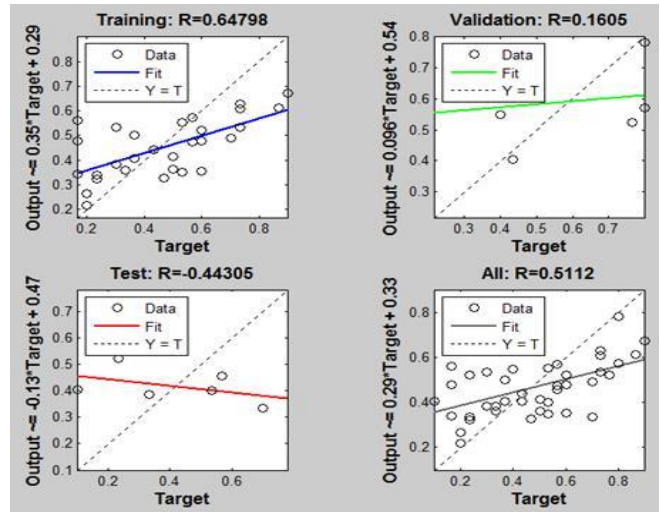 Training: R=0.64798
Output ~= 0.35*Target + 0.29
0.9
0.8
0.7
0.6
0.5
0.4
0.3
0.2
Data
Fit
Y = T
0.2
0.4
0.6
0.8
Target
Validation: R=0.1605
Output ~= 0.096*Target + 0.54
0.8
0.7
0.6
0.5
0.4
0.3
Data
Fit
Y = T
0.4
0.6
0.8
Target
Test: R=-0.44305
Output ~= -0.13*Target + 0.47
0.7
0.6
0.5
0.4
0.3
0.2
0.1
Data
Fit
Y = T
0.2
0.4
0.6
Target
All: R=0.5112
Output ~= 0.29*Target + 0.33
0.8
0.6
0.4
0.2
Data
Fit
Y = T
0.2
0.4
0.6
0.8
Target